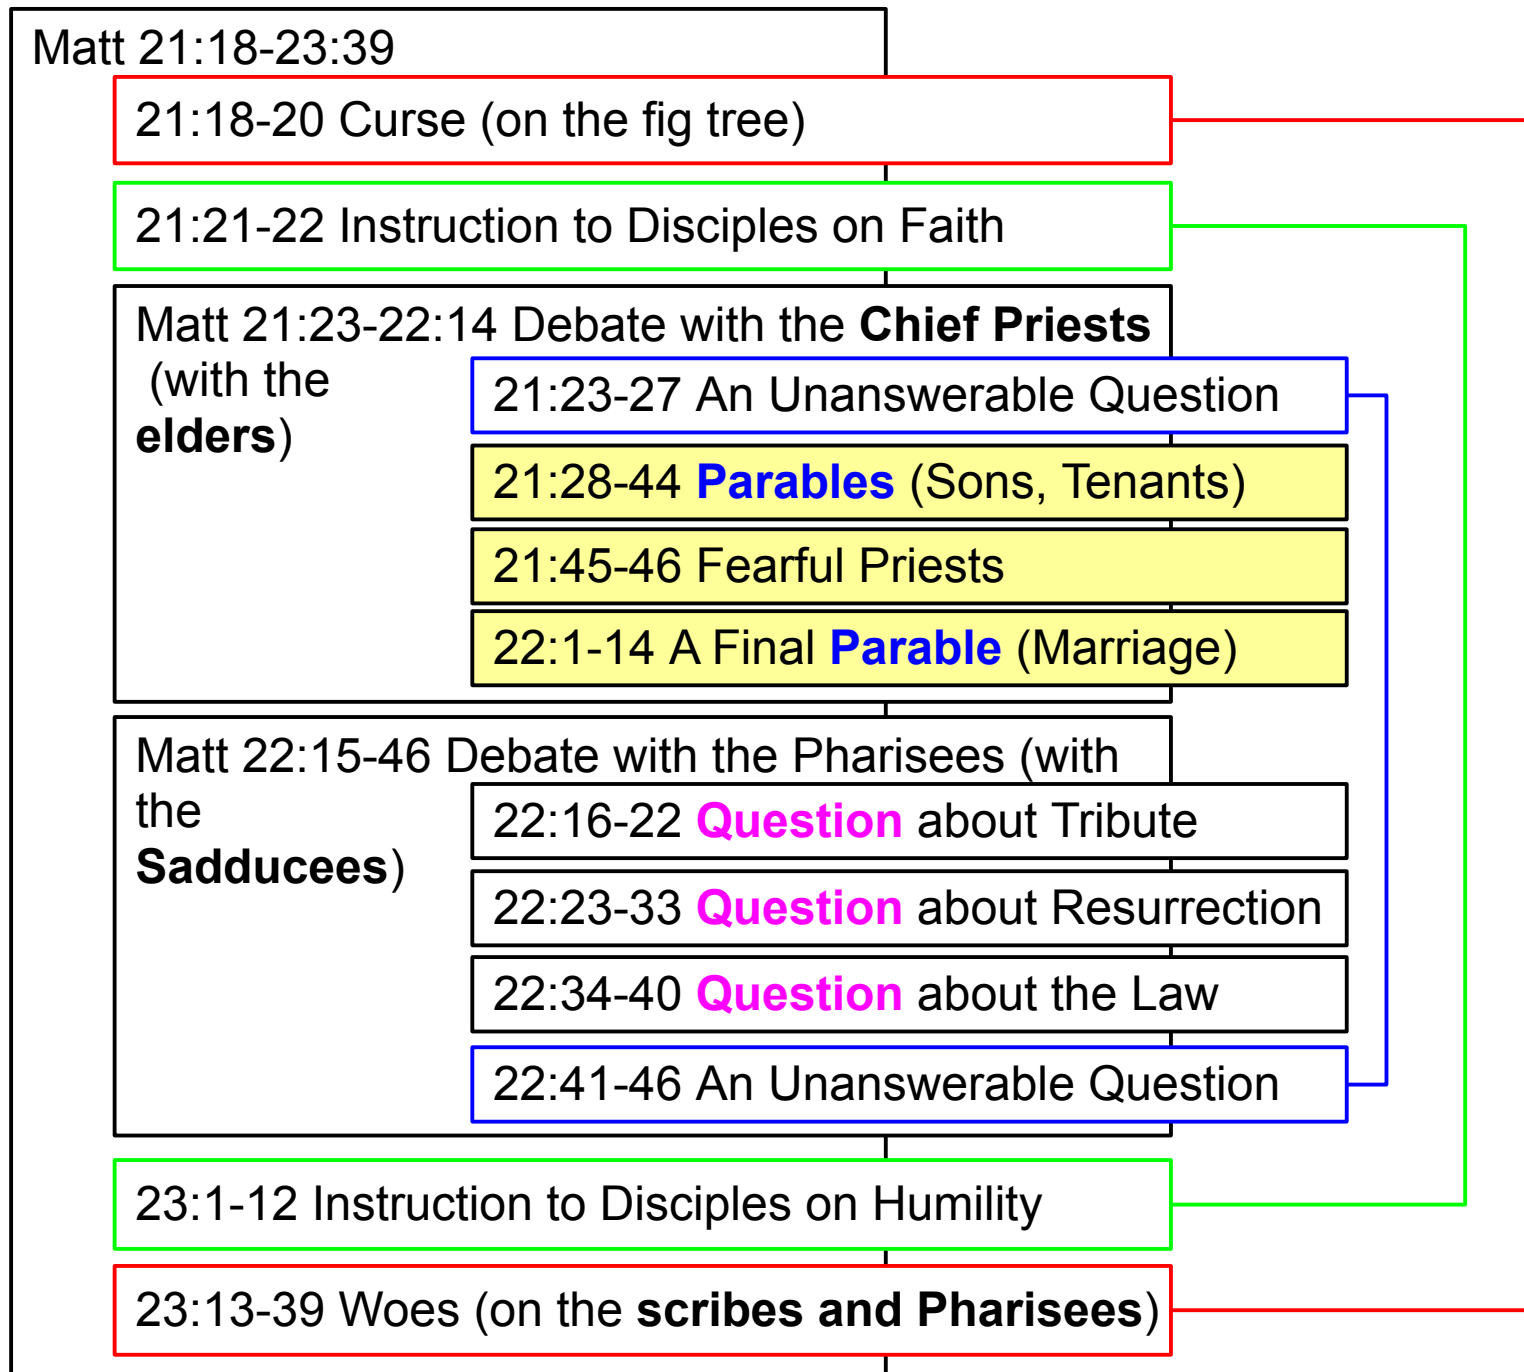 Matt 21:18-23:39
21:18-20 Curse (on the fig tree)
21:21-22 Instruction to Disciples on Faith
Matt 21:23-22:14 Debate with the Chief Priests
(with the
elders)
21:23-27 An Unanswerable Question
21:28-44 Parables (Sons, Tenants)
21:45-46 Fearful Priests
22:1-14 A Final Parable (Marriage)
Matt 22:15-46 Debate with the Pharisees (with
the
Sadducees)
22:16-22 Question about Tribute
22:23-33 Question about Resurrection
22:34-40 Question about the Law
22:41-46 An Unanswerable Question
23:1-12 Instruction to Disciples on Humility
23:13-39 Woes (on the scribes and Pharisees)